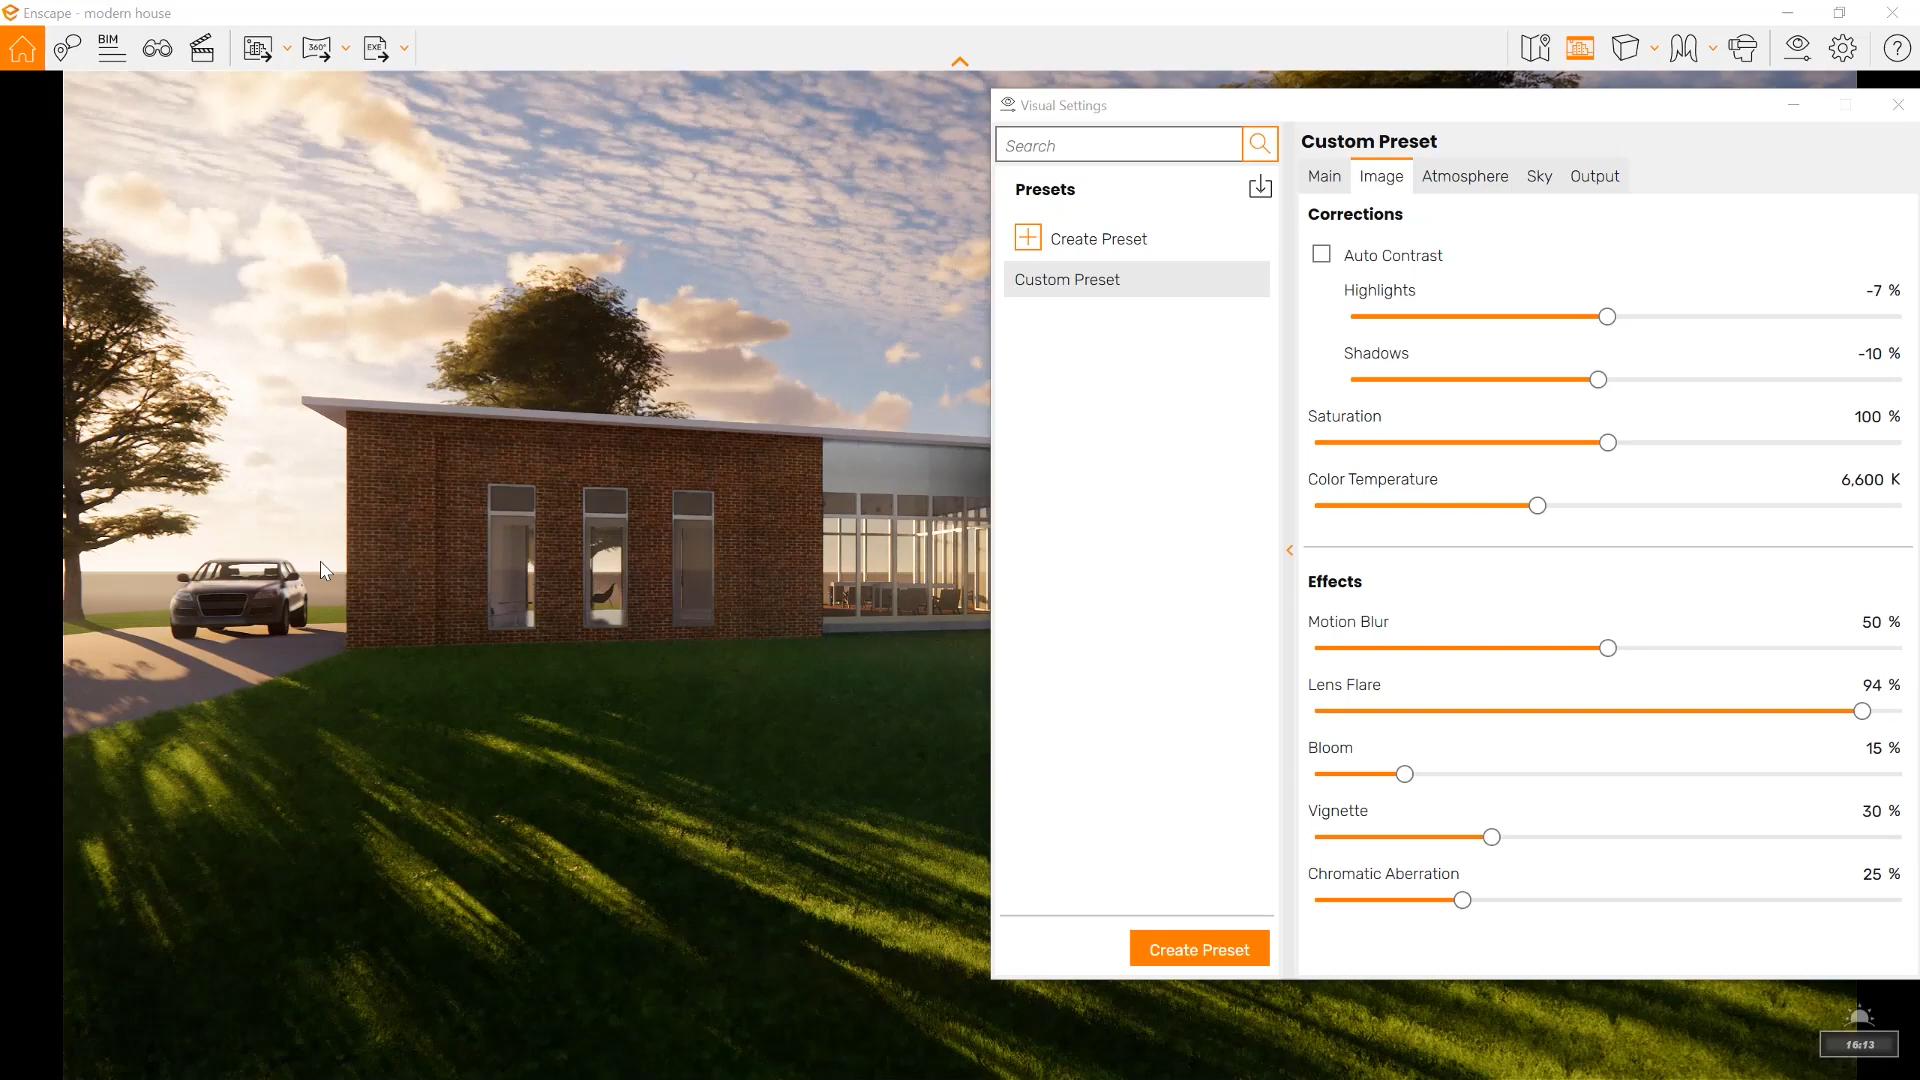 Enscape - modern house
BIM
360°
EXE
Visual Settings
Search
Presets
Create Preset
Custom Preset
Create Preset
Custom Preset
Main Image Atmosphere Sky Output
Corrections
Auto Contrast
Highlights -7 %
Shadows -10 %
Saturation 100 %
Color Temperature 6,600 K
Effects
Motion Blur 50 %
Lens Flare 94 %
Bloom 15 %
Vignette 30 %
Chromatic Aberration 25 %
16:13